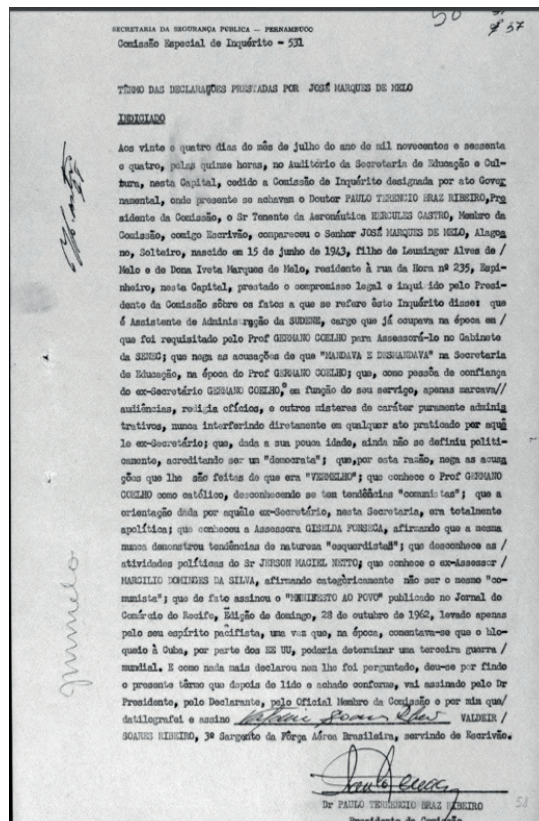 50
57
SECRETARIA DA SEGURANÇA PUBLICA — PERNAMBUCO
Comissão Especial de Inquérito - 531
TÊRMO DAS DECLARAÇÕES PRESTADAS POR JOSÉ MARQUES DE MELO
INDICIADO
Aos vinte e quatro dias do mês de julho do ano de mil novecentos e sessenta
e quatro, pelas quinze horas, no Auditório da Secretaria de Educação e Cul-
tura, nesta Capital, cedido a Comissão de Inquérito designada por ato Gover
namental, onde presente se achavam o Doutor PAULO TERENCIO BRAZ RIBEIRO,Pre
sidente da Comissão, o Sr Tenente da Aeronáutica HERCULES CASTRO, Membro da
Comissão, comigo Escrivão, compareceu o Senhor JOSÉ MARQUES DE MELO, Alagoa
no, Solteiro, nascido em 15 de junho de 1943, filho de Leuzinger Alves de /
Melo e de Dona Iveta Marques de Melo, residente à rua da Hora nº 235, Espi-
nheiro, nesta Capital, prestado o compromisso legal e inquirido pelo Presi-
dente da Comissão sôbre os fatos a que se refere êste Inquérito disse: que
é Assistente de Administração da SUDENE, cargo que já ocupava na época em /
que foi requisitado pelo Prof GERMANO COELHO para Assessorá-lo no Gabinete
da SENEC; que nega as acusações de que "MANDAVA E DESMANDAVA" na Secretaria
de Educação, na época do Prof GERMANO COELHO; que, como pessôa de confiança
do ex-Secretário GERMANO COELHO, em função do seu serviço, apenas marcava//
audiências, redigia ofícios, e outros misteres de caráter puramente adminis
trativos, nunca interferindo diretamente em qualquer ato praticado por aquê
le ex-Secretário; que, dada a sua pouca idade, ainda não se definiu politi-
camente, acreditando ser un "democrata"; que,por esta razão, nega as acusa
ções que lhe são feitas de que era "VERMELHO"; que conhece o Prof GERMANO
COELHO como católico, desconhecendo se tem tendências "comunistas"; que a
orientação dada por aquêle ex-Secretário, nesta Secretaria, era totalmente
apolítica; que conheceu a Assessora GISELDA FONSECA, afirmando que a mesma
nunca demonstrou tendências de natureza "esquerdista"; que desconhece as /
atividades políticas do Sr JERSON MACIEL NETTO; que conhece o ex-Assessor /
MARCILIO DOMINGES DA SILVA, afirmando categòricamente não ser o mesmo "co-
munista"; que de fato assinou o "MENIFESTO AO POVO" publicado no Jornal do
Comércio do Recife, Edição de domingo, 28 de outubro de 1962, levado apenas
pelo seu espírito pacifista, uma vez que, na época, comentava-se que o blo-
queio à Cuba, por parte dos EE UU, poderia determinar uma terceira guerra /
mundial. E como nada mais declarou nem lhe foi perguntado, deu-se por findo
o presente têrmo que depois de lido e achado conforme, vai assinado pelo Dr
Presidente, pelo Declarante, pelo Oficial Membro da Comissão e por mim que/
datilografei e assino VALDEIR /
SOARES RIBEIRO, 3º Sargento da Fôrça Aérea Brasileira, servindo de Escrivão.
Dr PAULO TERENCIO BRAZ RIBEIRO
Presidente da Comissão
58
jmmelo